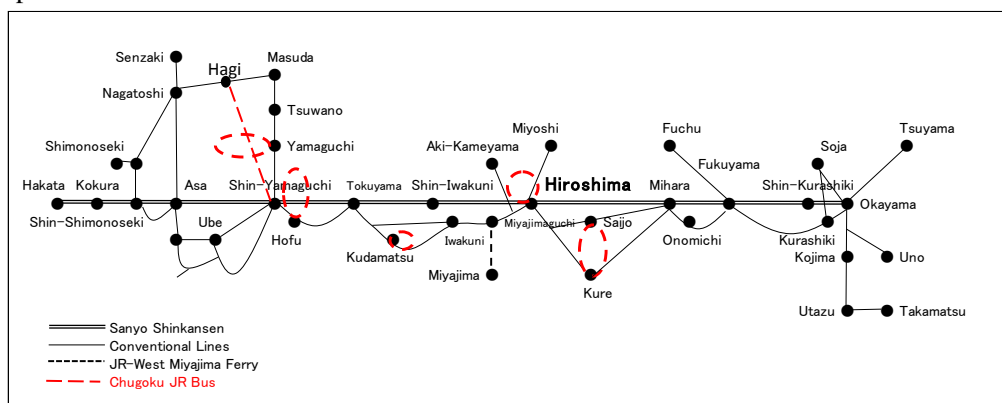 Senzaki
Hagi
Masuda
Nagatoshi
Tsuwano
Shimonoseki
Yamaguchi
Aki-Kameyama
Miyoshi
Fuchu
Soja
Tsuyama
Hakata
Kokura
Asa
Shin-Yamaguchi
Tokuyama
Shin-Iwakuni
Hiroshima
Mihara
Fukuyama
Shin-Kurashiki
Okayama
Shin-Shimonoseki
Ube
Hofu
Kudamatsu
Iwakuni
Miyajimaguchi
Saijo
Onomichi
Kurashiki
Kojima
Uno
Miyajima
Kure
Utazu
Takamatsu
Sanyo Shinkansen
Conventional Lines
JR-West Miyajima Ferry
Chugoku JR Bus